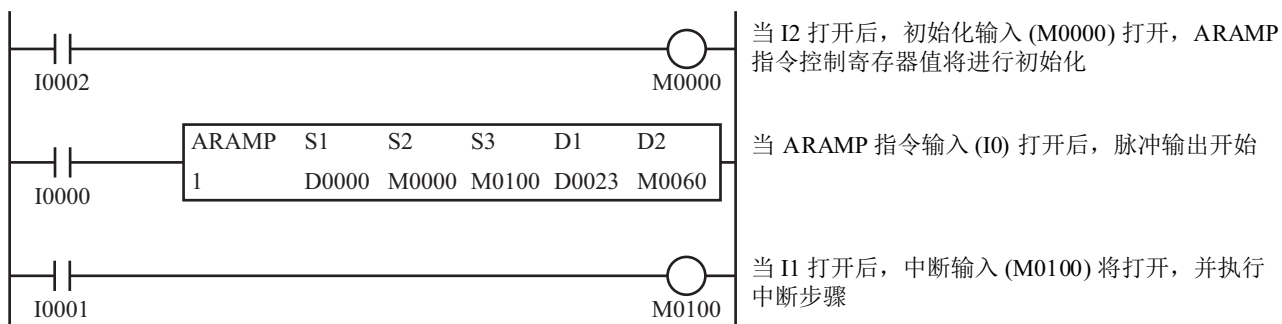 当 I2 打开后，初始化输入 (M0000) 打开，ARAMP
指令控制寄存器值将进行初始化
I0002
M0000
ARAMP S1 S2 S3 D1 D2
1 D0000 M0000 M0100 D0023 M0060
当 ARAMP 指令输入 (I0) 打开后，脉冲输出开始
I0000
当 I1 打开后，中断输入 (M0100) 将打开，并执行
中断步骤
I0001
M0100